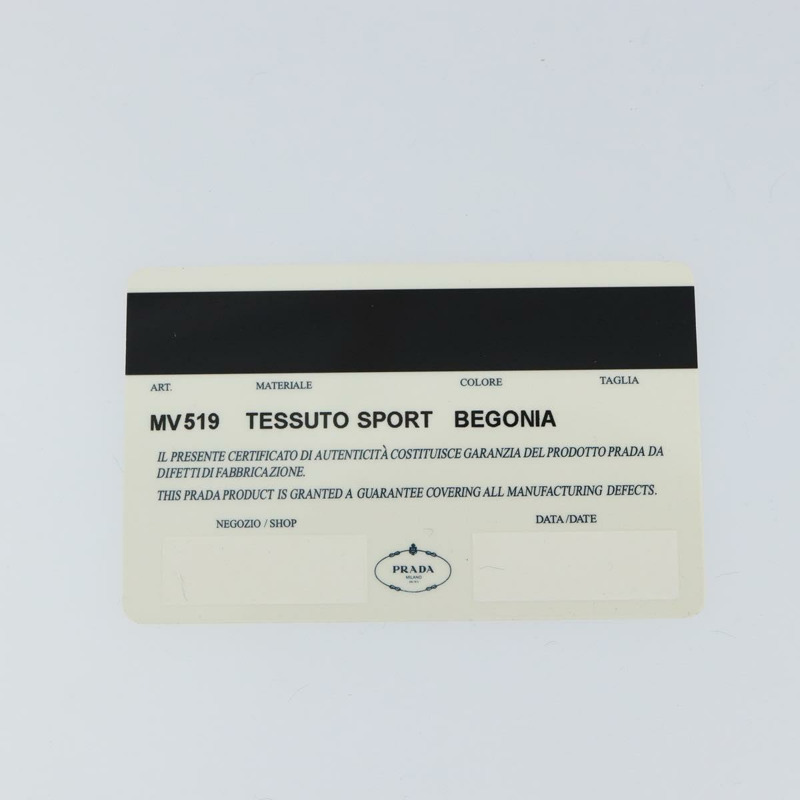 ART. MATERIALE COLORE TAGLIA
MV519 TESSUTO SPORT BEGONIA
IL PRESENTE CERTIFICATO DI AUTENTICITÀ COSTITUISCE GARANZIA DEL PRODOTTO PRADA DA
DIFETTI DI FABBRICAZIONE.
THIS PRADA PRODUCT IS GRANTED A GUARANTEE COVERING ALL MANUFACTURING DEFECTS.
NEGOZIO / SHOP DATA /DATE
PRADA
MILANO